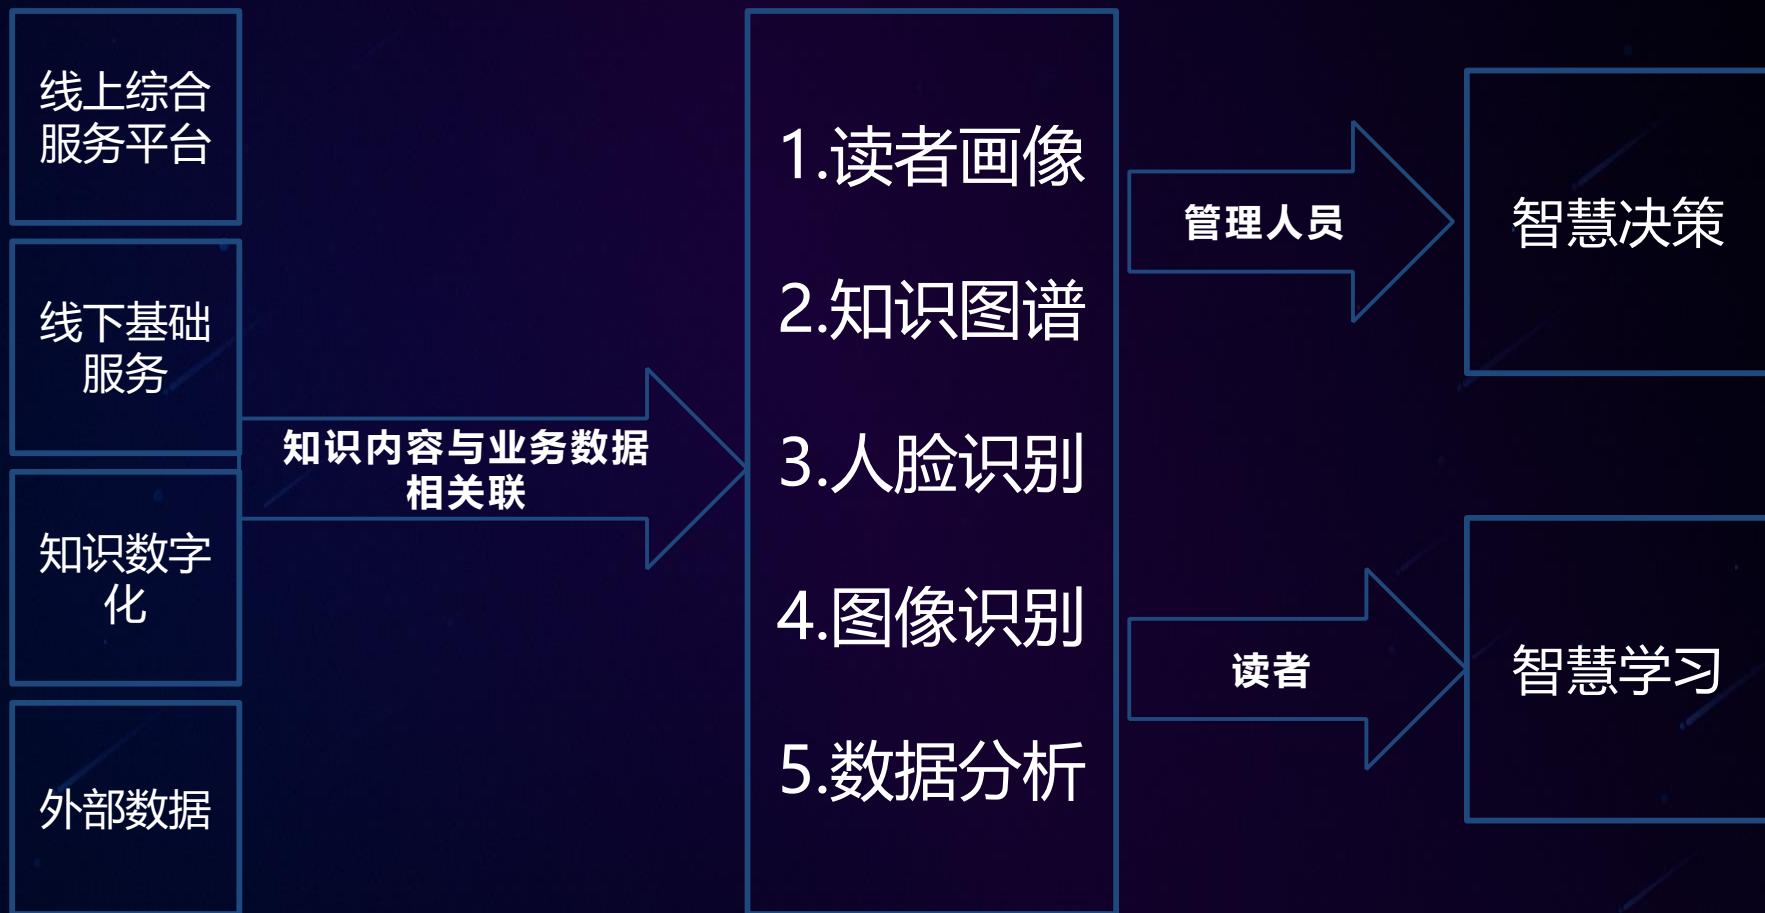 线上综合
服务平台
线下基础
服务
知识数字
化
外部数据
知识内容与业务数据
相关联
1.读者画像
2.知识图谱
3.人脸识别
4.图像识别
5.数据分析
管理人员
智慧决策
读者
智慧学习